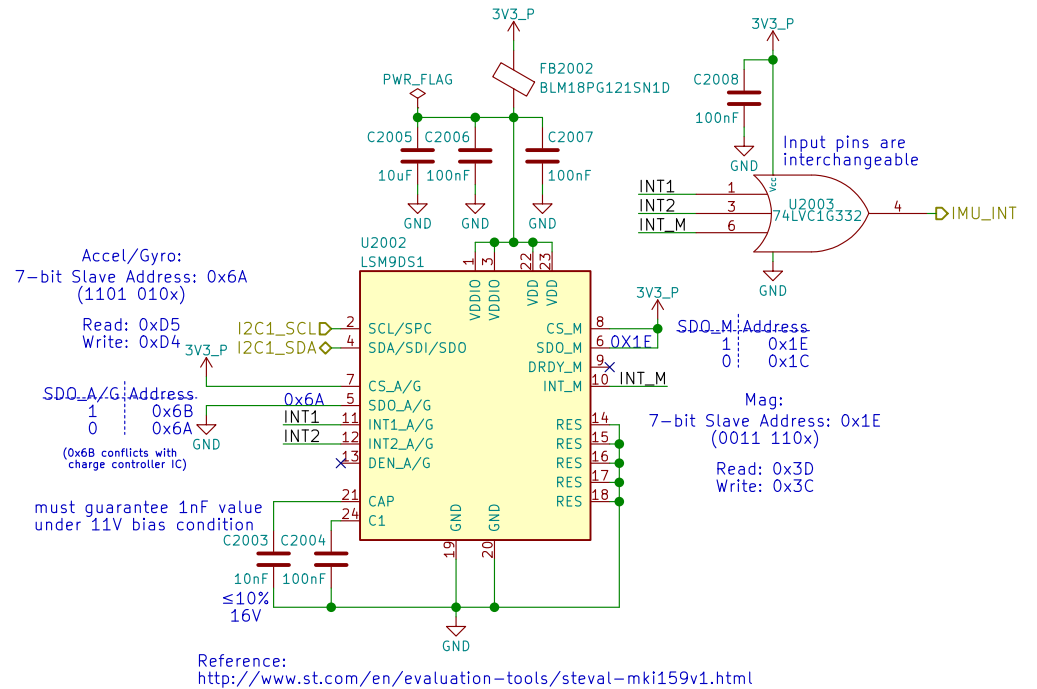 3V3_P
FB2002
BLM18PG121SN1D
PWR_FLAG
C2005
10uF
C2006
100nF
C2007
100nF
GND
GND
GND
3V3_P
C2008
100nF
GND
Input pins are
interchangeable
INT1
INT2
INT_M
1
3
6
Vcc
U2003
74LVC1G332
4
IMU_INT
GND
Accel/Gyro:
7-bit Slave Address: 0x6A
(1101 010x)
Read: 0xD5
Write: 0xD4
3V3_P
I2C1_SCL
I2C1_SDA
SDO_A/G Address
1 0x6B
0 0x6A
(0x6B conflicts with
charge controller IC)
GND
0x6A
INT1
INT2
must guarantee 1nF value
under 11V bias condition
C2003
10nF
≤10%
16V
C2004
100nF
U2002
LSM9DS1
1 VDDIO
3 VDDIO
22 VDD
23 VDD
2 SCL/SPC
4 SDA/SDI/SDO
7 CS_A/G
5 SDO_A/G
11 INT1_A/G
12 INT2_A/G
13 DEN_A/G
21 CAP
24 C1
GND 19
GND 20
CS_M 8
SDO_M 6
DRDY_M 9
INT_M 10
RES 14
RES 15
RES 16
RES 17
RES 18
3V3_P
0X1E
INT_M
SDO_M Address
1 0x1E
0 0x1C
Mag:
7-bit Slave Address: 0x1E
(0011 110x)
Read: 0x3D
Write: 0x3C
GND
Reference:
http://www.st.com/en/evaluation-tools/steval-mki159v1.html